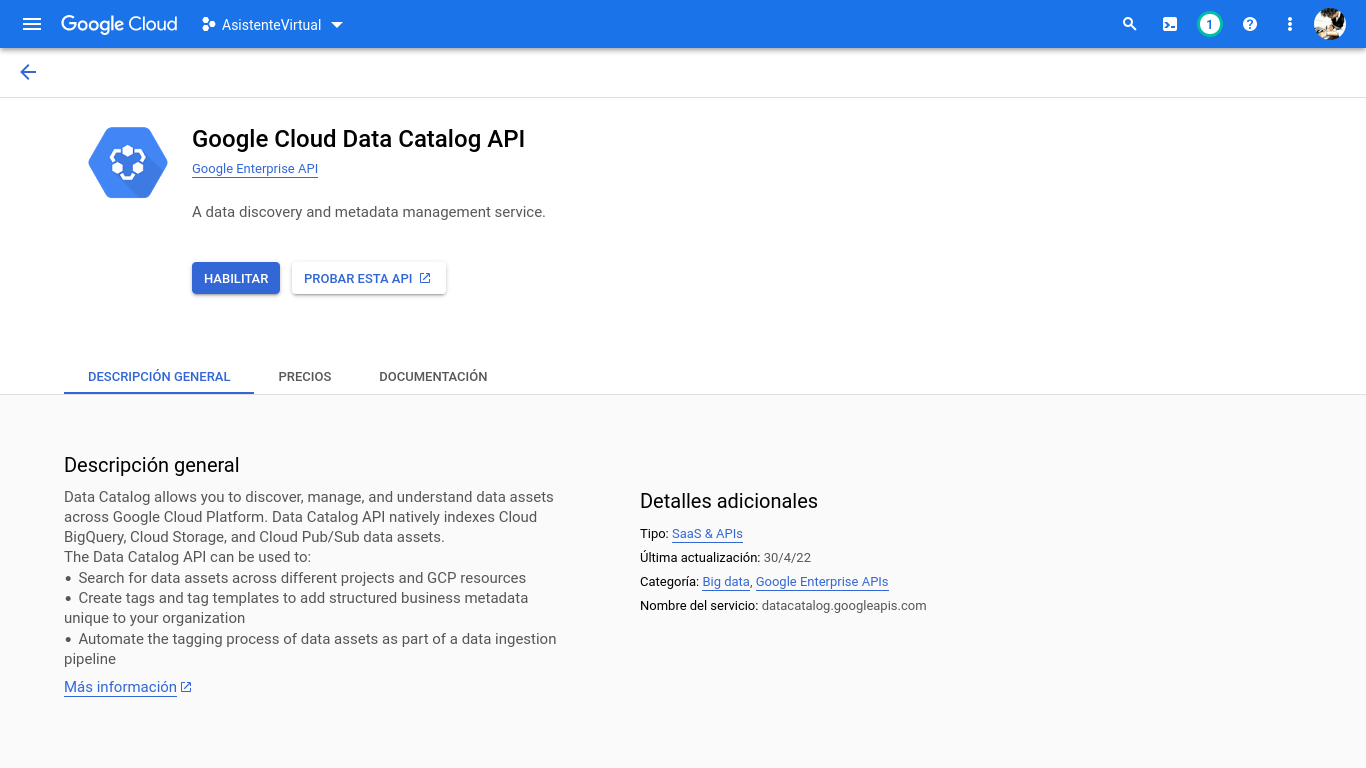 Google Cloud
AsistenteVirtual
1
Google Cloud Data Catalog API
Google Enterprise API
A data discovery and metadata management service.
HABILITAR
PROBAR ESTA API
DESCRIPCIÓN GENERAL
PRECIOS
DOCUMENTACIÓN
Descripción general
Data Catalog allows you to discover, manage, and understand data assets
across Google Cloud Platform. Data Catalog API natively indexes Cloud
BigQuery, Cloud Storage, and Cloud Pub/Sub data assets.
The Data Catalog API can be used to:
• Search for data assets across different projects and GCP resources
• Create tags and tag templates to add structured business metadata
unique to your organization
• Automate the tagging process of data assets as part of a data ingestion
pipeline
Más información
Detalles adicionales
Tipo: SaaS & APIs
Última actualización: 30/4/22
Categoría: Big data, Google Enterprise APIs
Nombre del servicio: datacatalog.googleapis.com